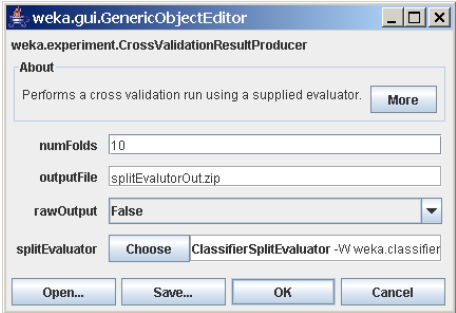 weka.gui.GenericObjectEditor
weka.experiment.CrossValidationResultProducer
About
Performs a cross validation run using a supplied evaluator.
More
numFolds 10
outputFile splitEvalutorOut.zip
rawOutput False
splitEvaluator Choose ClassifierSplitEvaluator -W weka.classifier
Open... Save... OK Cancel